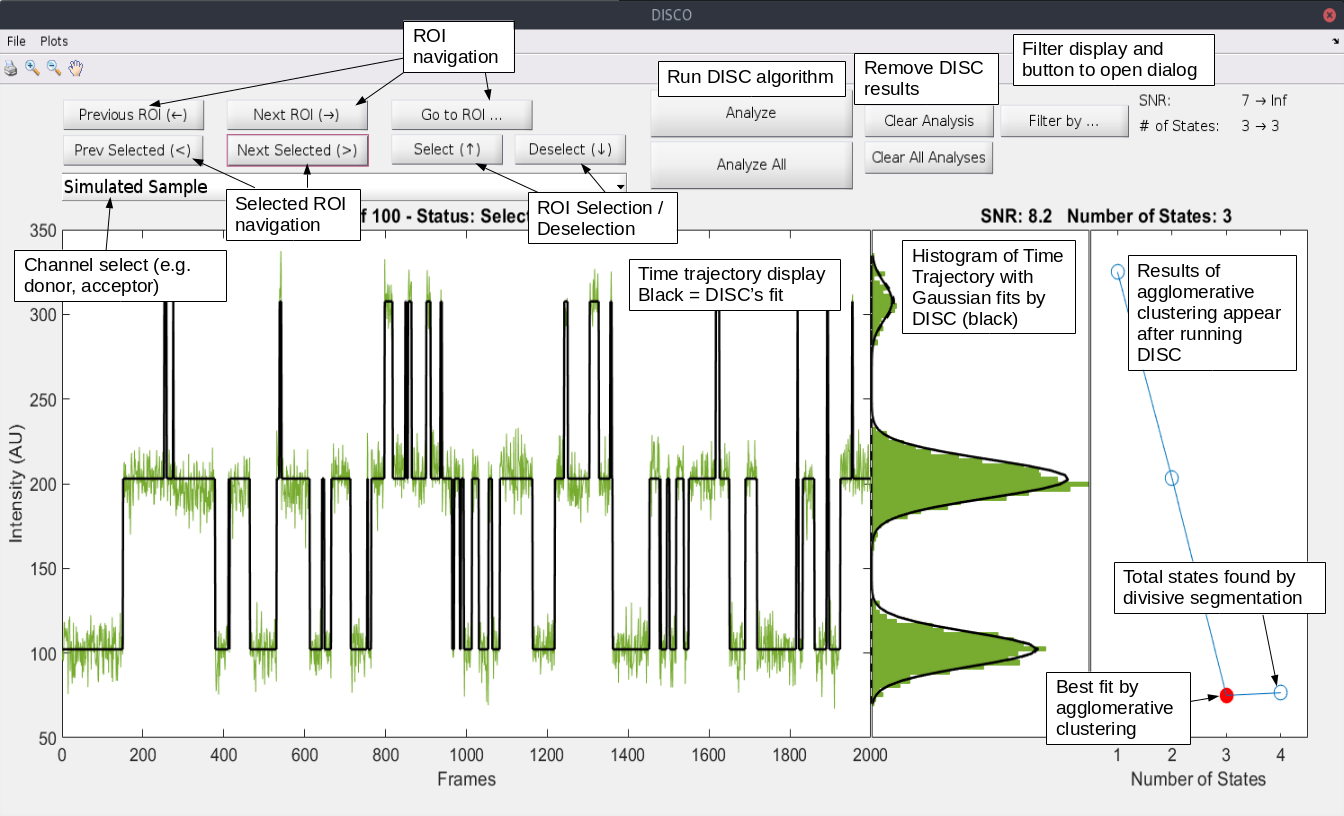 DISCO
File Plots
ROI
navigation
Run DISC algorithm
Remove DISC
results
Filter display and
button to open dialog
Previous ROI (←)
Next ROI (→)
Go to ROI ...
Prev Selected (<)
Next Selected (>)
Select (↑)
Deselect (↓)
Analyze
Analyze All
Clear Analysis
Clear All Analyses
Filter by ...
SNR: 7 → Inf
# of States: 3 → 3
Simulated Sample
Selected ROI
navigation
ROI Selection /
Deselection
Channel select (e.g.
donor, acceptor)
of 100 - Status: Select
SNR: 8.2 Number of States: 3
Time trajectory display
Black = DISC's fit
Histogram of Time
Trajectory with
Gaussian fits by
DISC (black)
Results of
agglomerative
clustering appear
after running
DISC
Total states found by
divisive segmentation
Best fit by
agglomerative
clustering
Intensity (AU)
350
300
250
200
150
100
50
0 200 400 600 800 1000 1200 1400 1600 1800 2000
Frames
1 2 3 4
Number of States